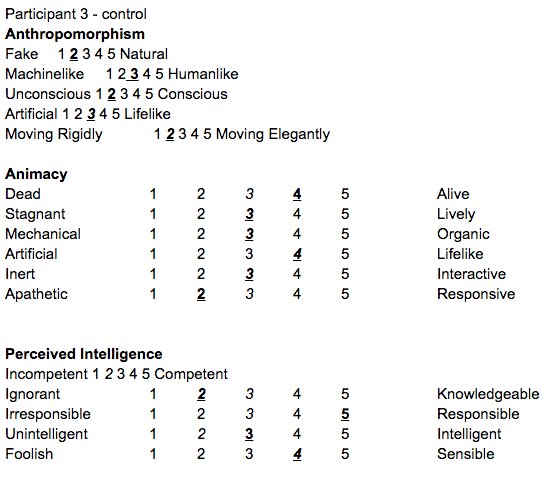 Participant 3 - control
Anthropomorphism
Fake 1 2 3 4 5 Natural
Machinelike 1 2 3 4 5 Humanlike
Unconscious 1 2 3 4 5 Conscious
Artificial 1 2 3 4 5 Lifelike
Moving Rigidly 1 2 3 4 5 Moving Elegantly
Animacy
Dead 1 2 3 4 5 Alive
Stagnant 1 2 3 4 5 Lively
Mechanical 1 2 3 4 5 Organic
Artificial 1 2 3 4 5 Lifelike
Inert 1 2 3 4 5 Interactive
Apathetic 1 2 3 4 5 Responsive
Perceived Intelligence
Incompetent 1 2 3 4 5 Competent
Ignorant 1 2 3 4 5 Knowledgeable
Irresponsible 1 2 3 4 5 Responsible
Unintelligent 1 2 3 4 5 Intelligent
Foolish 1 2 3 4 5 Sensible